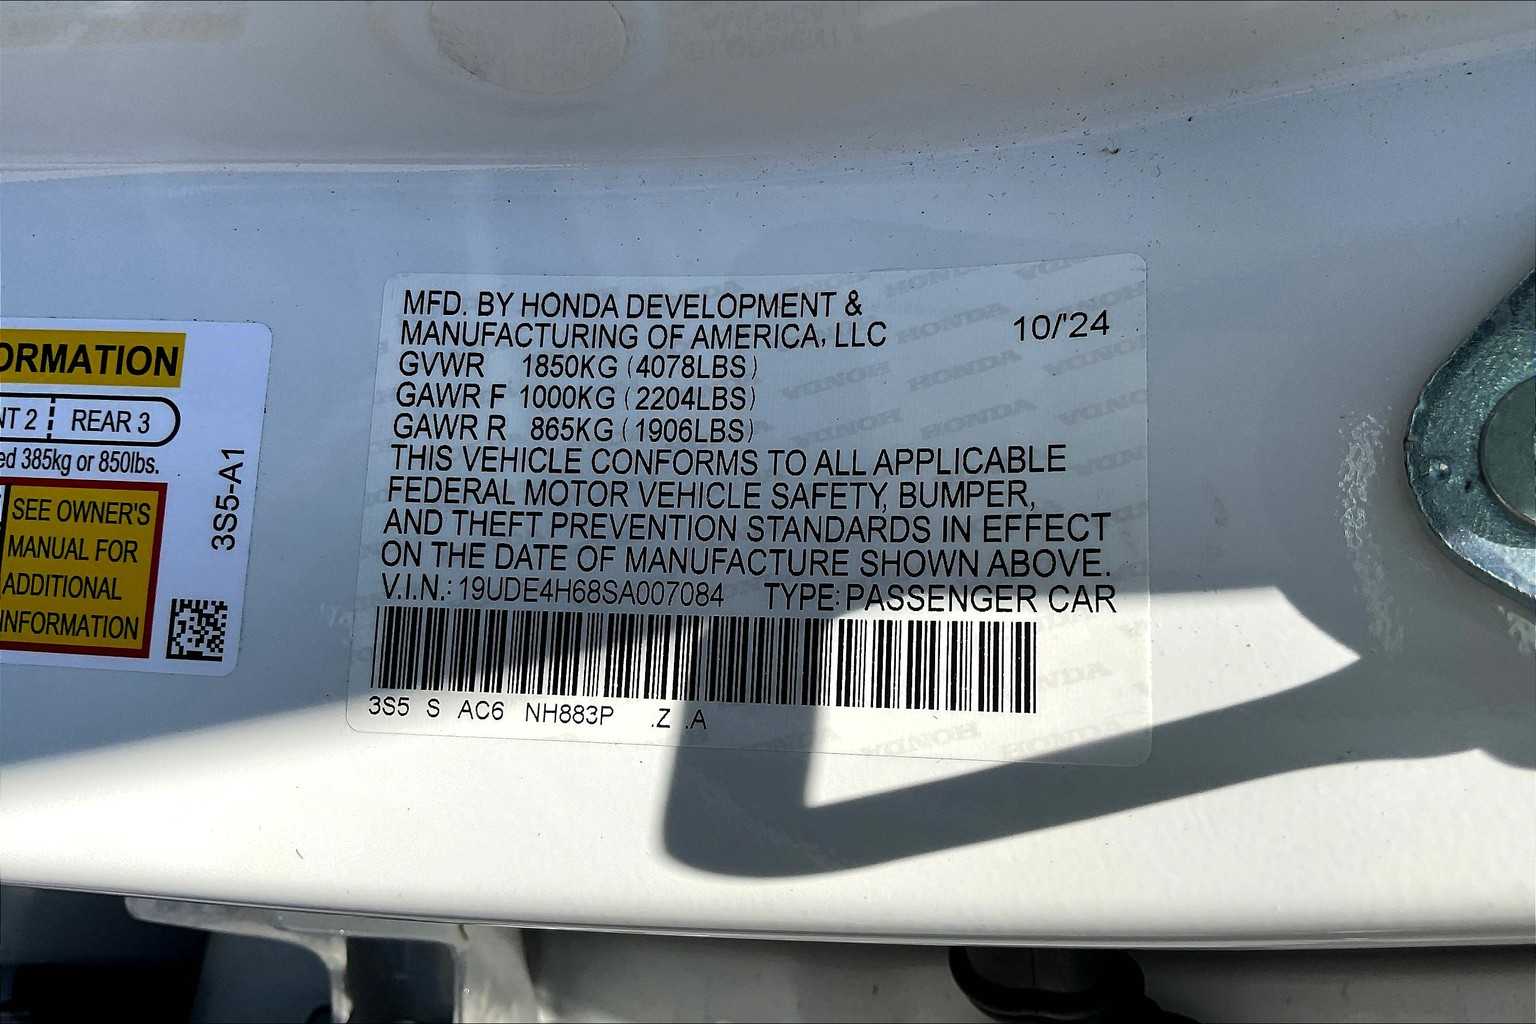 ORMATION
NT 2 REAR 3
ed 385kg or 850lbs.
SEE OWNER'S
MANUAL FOR
ADDITIONAL
INFORMATION
3S5-A1
MFD. BY HONDA DEVELOPMENT &
MANUFACTURING OF AMERICA, LLC 10/'24
GVWR 1850KG (4078LBS)
GAWR F 1000KG (2204LBS)
GAWR R 865KG (1906LBS)
THIS VEHICLE CONFORMS TO ALL APPLICABLE
FEDERAL MOTOR VEHICLE SAFETY, BUMPER,
AND THEFT PREVENTION STANDARDS IN EFFECT
ON THE DATE OF MANUFACTURE SHOWN ABOVE.
V.I.N.: 19UDE4H68SA007084 TYPE: PASSENGER CAR
3S5 S AC6 NH883P .Z .A